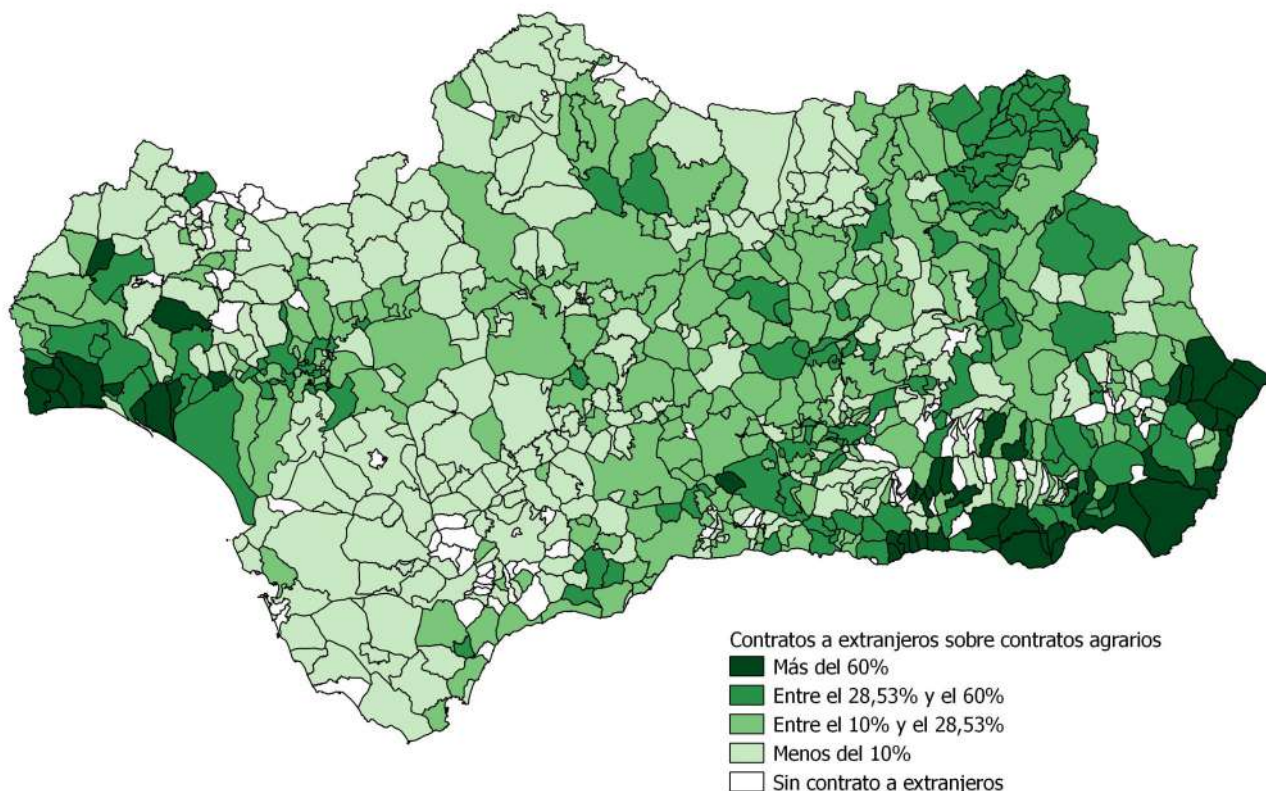 Contratos a extranjeros sobre contratos agrarios
Más del 60%
Entre el 28,53% y el 60%
Entre el 10% y el 28,53%
Menos del 10%
Sin contrato a extranjeros